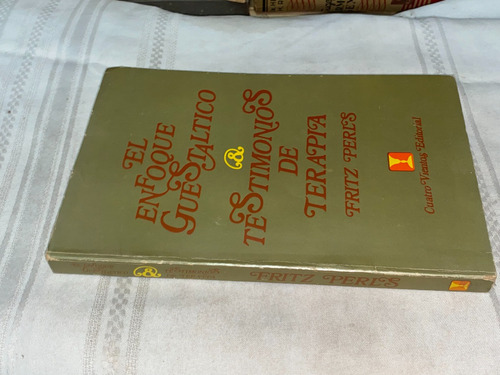 EL
ENFOQUE
GUESTALTICO
&
TESTIMONIOS
DE
TERAPIA
FRITZ PERLS
Cuatro Vientos Editorial
&
FRITZ PERLS